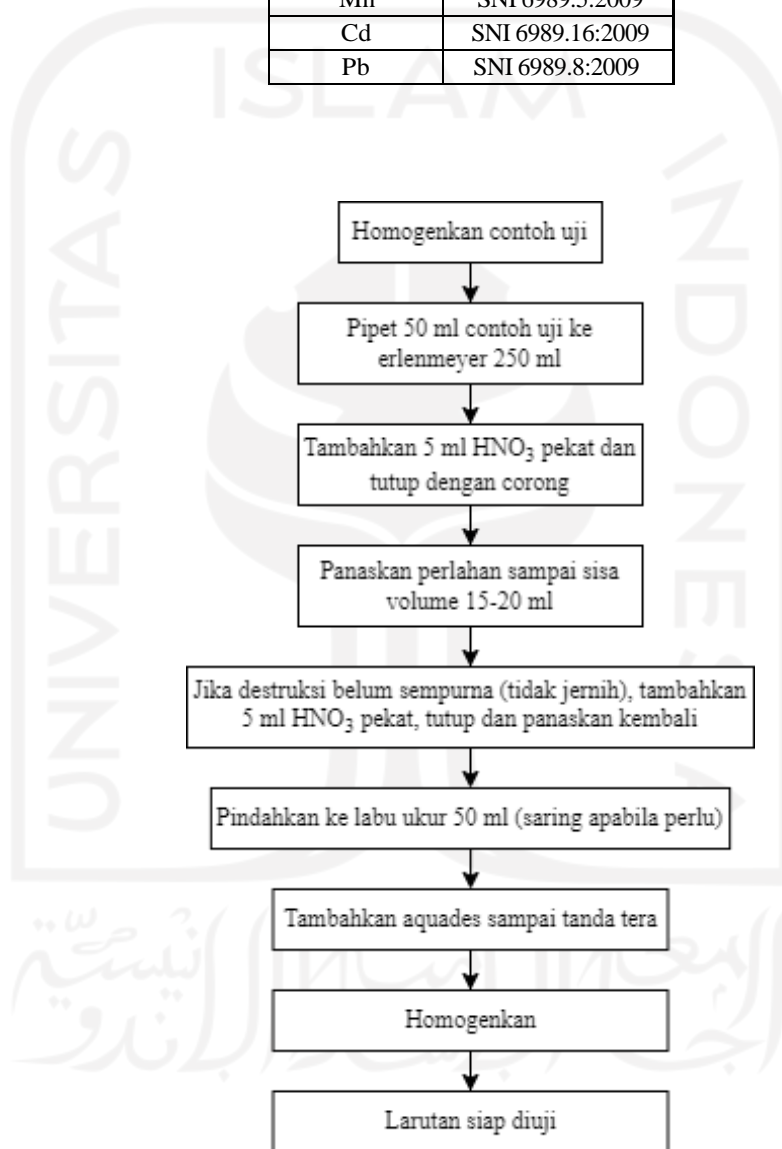 Mn SNI 6989.5:2009
Cd SNI 6989.16:2009
Pb SNI 6989.8:2009
Homogenkan contoh uji
Pipet 50 ml contoh uji ke
erlenmeyer 250 ml
Tambahkan 5 ml HNO₃ pekat dan
tutup dengan corong
Panaskan perlahan sampai sisa
volume 15-20 ml
Jika destruksi belum sempurna (tidak jernih), tambahkan
5 ml HNO₃ pekat, tutup dan panaskan kembali
Pindahkan ke labu ukur 50 ml (saring apabila perlu)
Tambahkan aquades sampai tanda tera
Homogenkan
Larutan siap diuji
ISLAM
UNIVERSITAS
INDONESIA